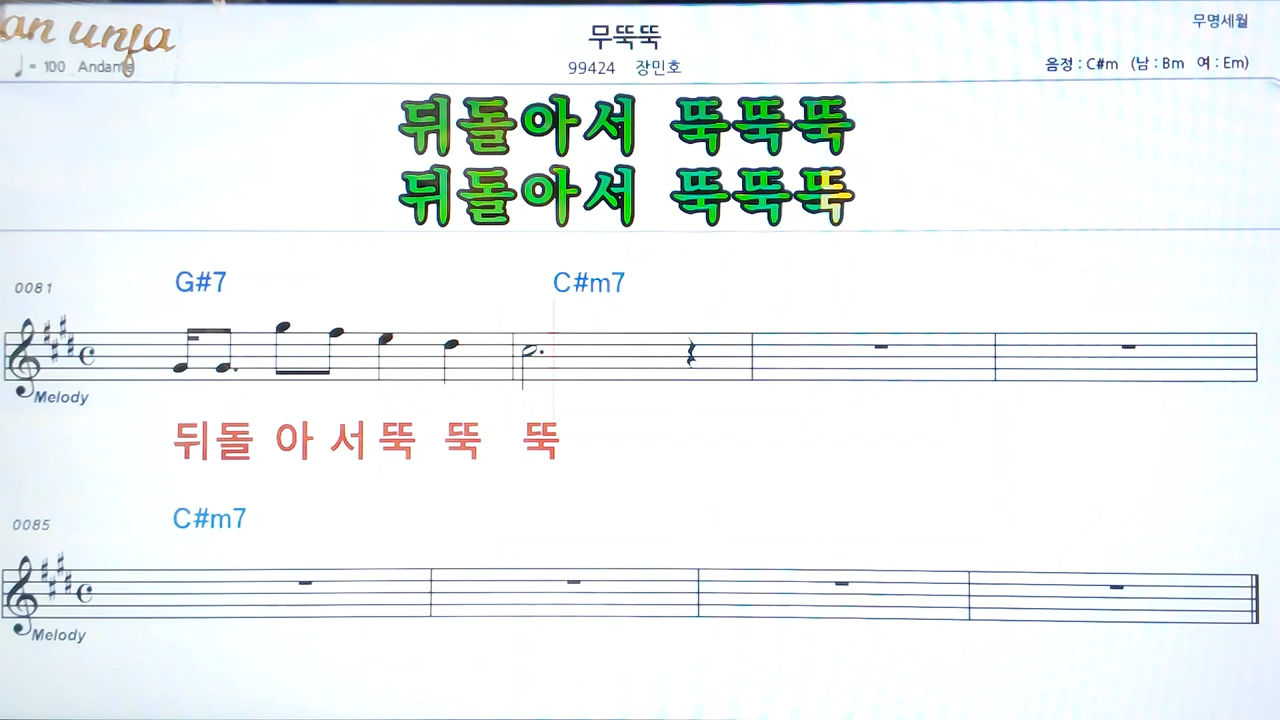 무명세월
무뚝뚝
♩= 100 Andante
99424 장민호
음정 : C#m (남 : Bm 여 : Em)
뒤돌아서 뚝뚝뚝
뒤돌아서 뚝뚝뚝
0081
G#7 C#m7
Melody
뒤돌 아 서 뚝 뚝 뚝
0085
C#m7
Melody